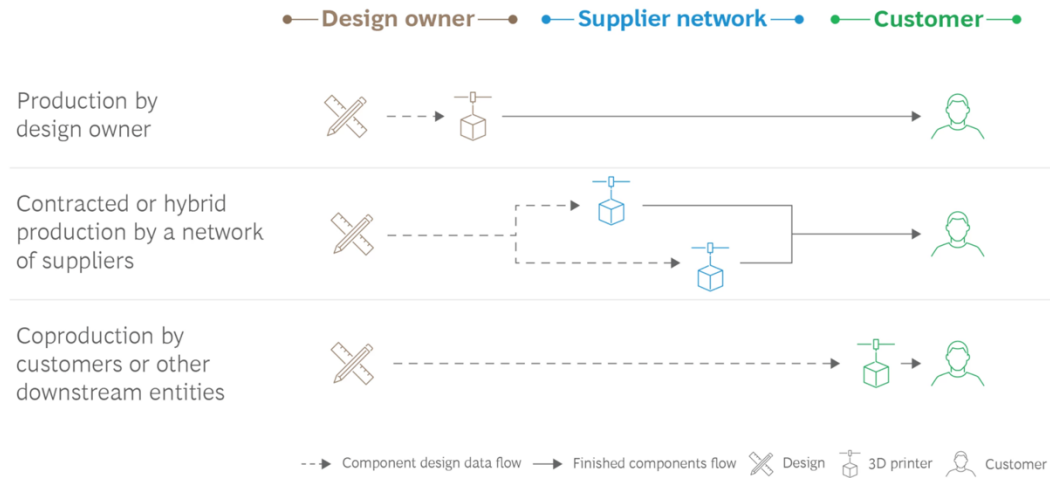 Design owner Supplier network Customer
Production by
design owner
Contracted or hybrid
production by a network
of suppliers
Coproduction by
customers or other
downstream entities
Component design data flow Finished components flow Design 3D printer Customer